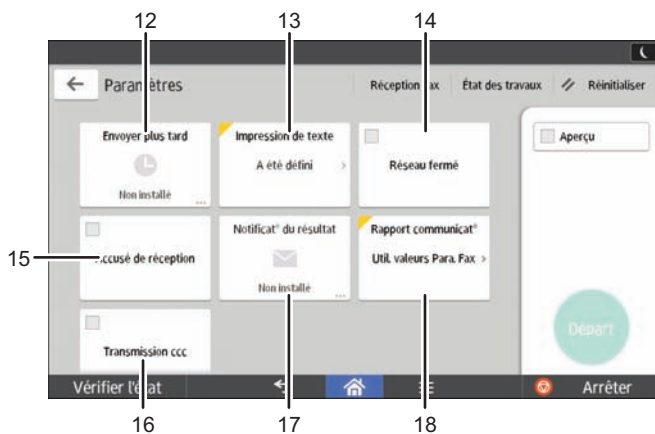 12 13 14
Paramètres Réception fax État des travaux Réinitialiser
Envoyer plus tard Impression de texte Aperçu
A été défini Réseau fermé
Non installé
Notificat° du résultat Rapport communicat°
15 Accusé de réception Util. valeurs Para. Fax
Non installé
Départ
Transmission ccc
Vérifier l'état Arrêter
16 17 18